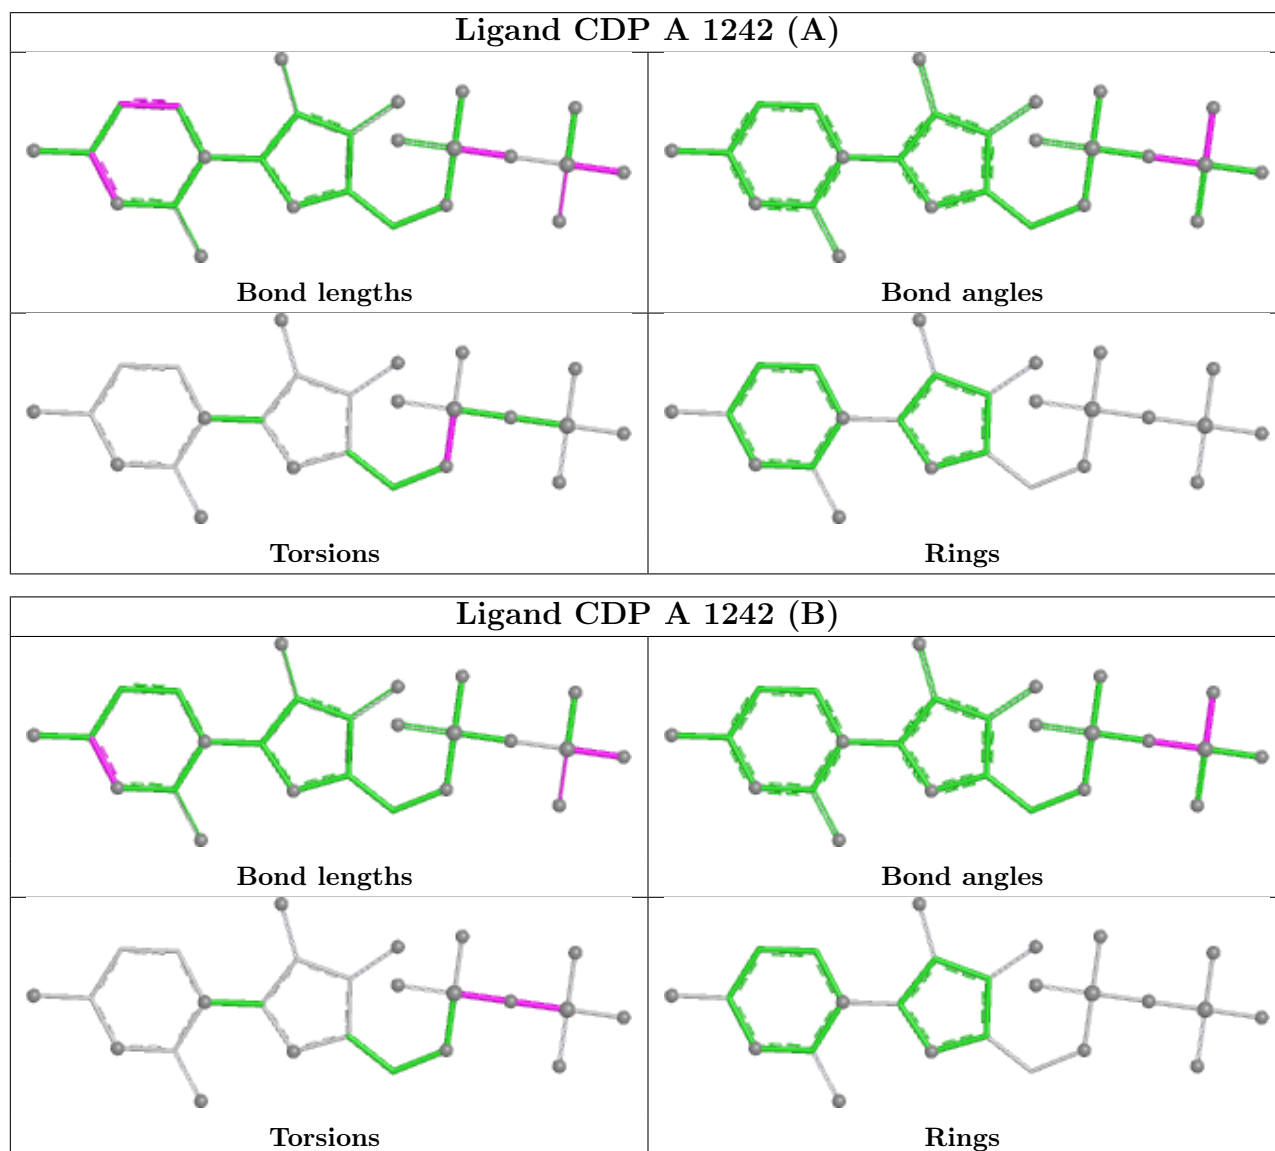 Ligand CDP A 1242 (A)
Bond lengths
Bond angles
Torsions
Rings
Ligand CDP A 1242 (B)
Bond lengths
Bond angles
Torsions
Rings